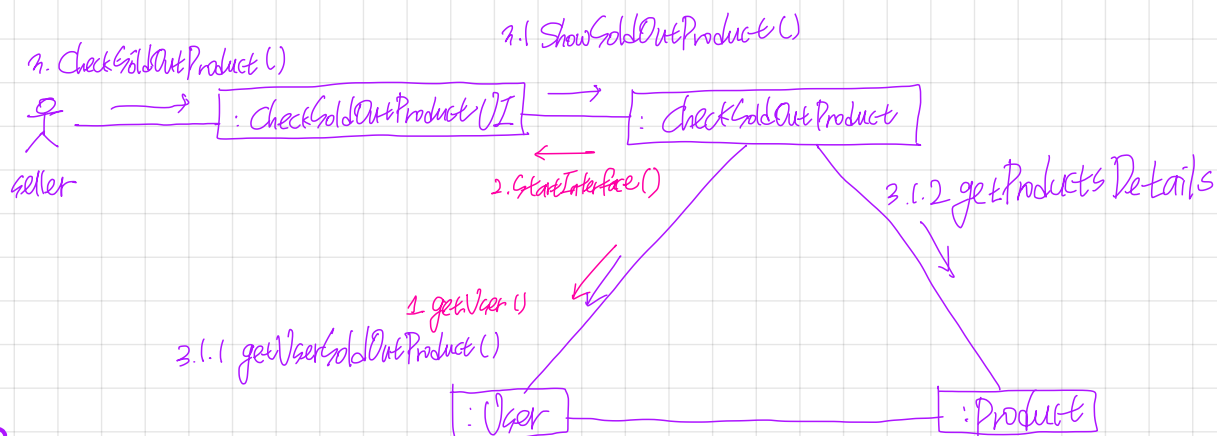 3.1 ShowSoldOutProduct()
3. CheckSoldOutProduct()
: CheckSoldOutProductUI
: CheckSoldOutProduct
seller
2. StartInterface()
3.1.2 getProductsDetails
1 getUser()
3.1.1 getUserSoldOutProduct()
:User
:Product